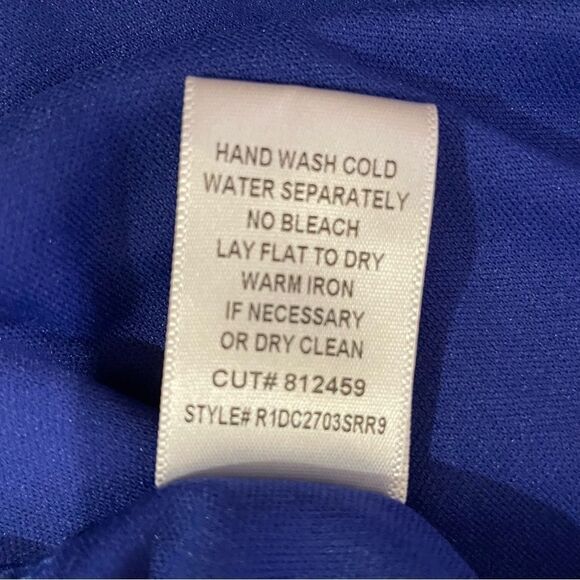 HAND WASH COLD
WATER SEPARATELY
NO BLEACH
LAY FLAT TO DRY
WARM IRON
IF NECESSARY
OR DRY CLEAN
CUT# 812459
STYLE# R1DC2703SRR9